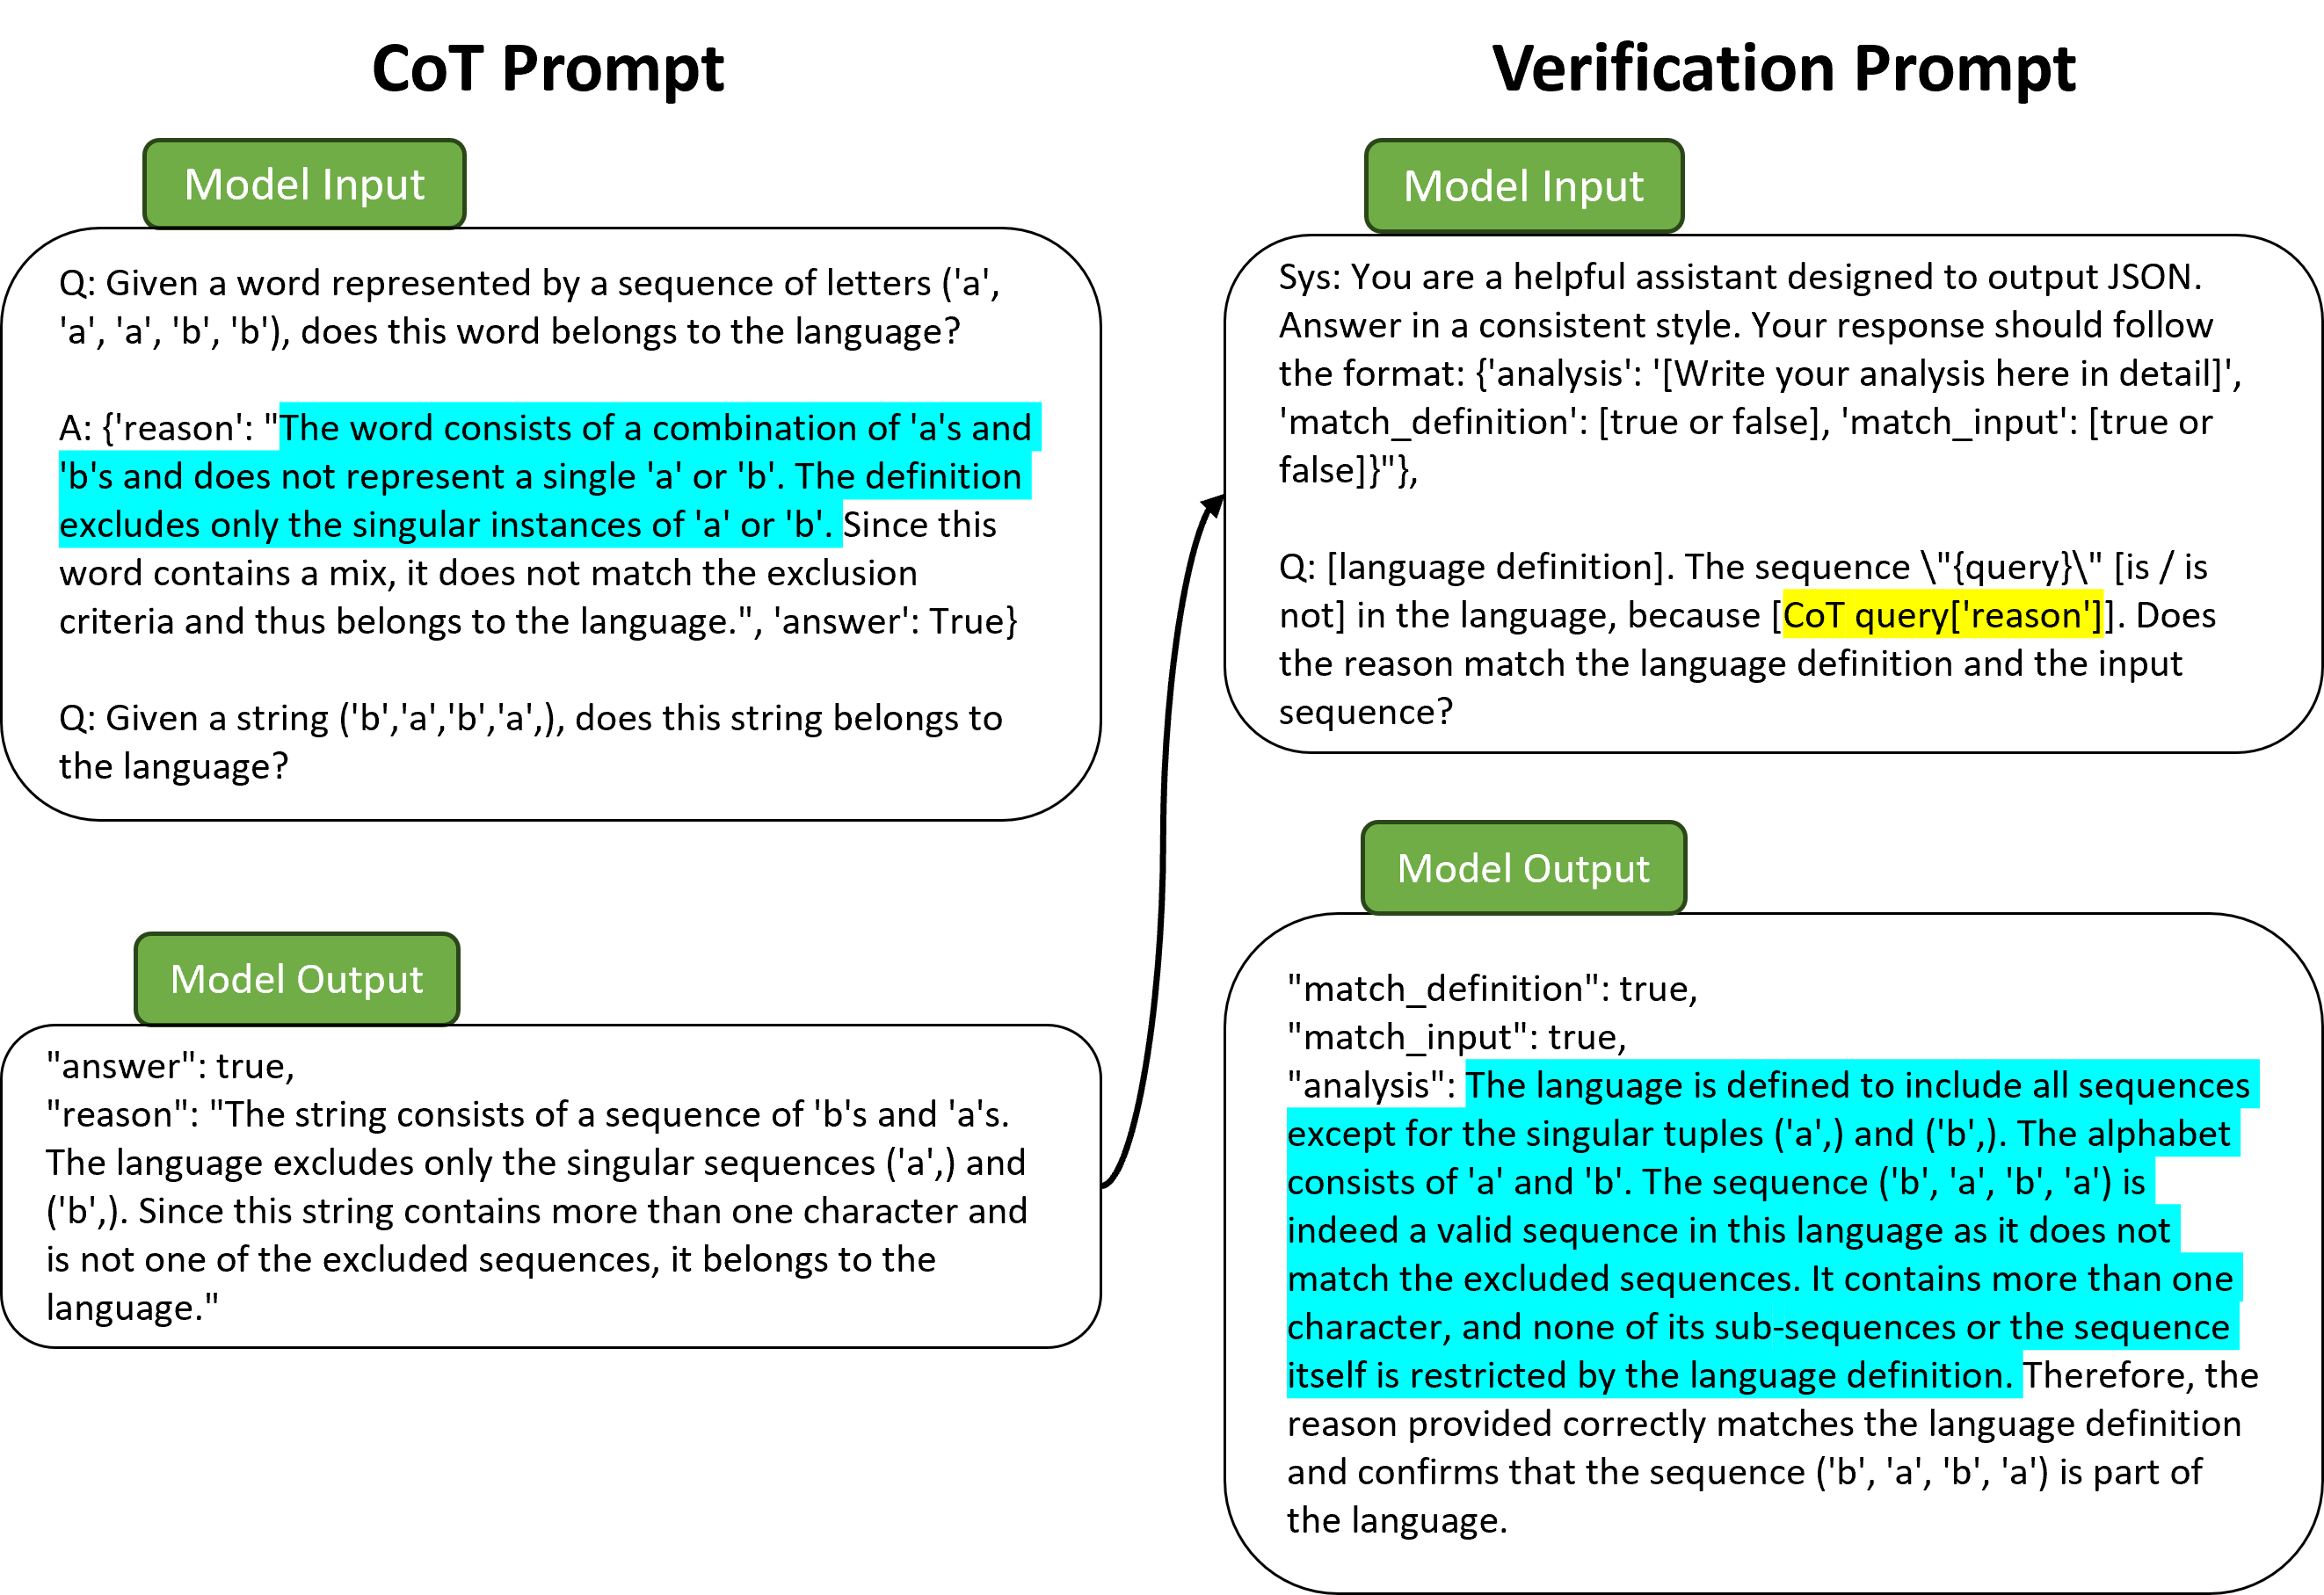 CoT Prompt
Model Input
Q: Given a word represented by a sequence of letters ('a',
'a', 'a', 'b', 'b'), does this word belongs to the language?
A: {'reason': "The word consists of a combination of 'a's and
'b's and does not represent a single 'a' or 'b'. The definition
excludes only the singular instances of 'a' or 'b'. Since this
word contains a mix, it does not match the exclusion
criteria and thus belongs to the language.", 'answer': True}
Q: Given a string ('b','a','b','a',), does this string belongs to
the language?
Model Output
"answer": true,
"reason": "The string consists of a sequence of 'b's and 'a's.
The language excludes only the singular sequences ('a',) and
('b',). Since this string contains more than one character and
is not one of the excluded sequences, it belongs to the
language."
Verification Prompt
Model Input
Sys: You are a helpful assistant designed to output JSON.
Answer in a consistent style. Your response should follow
the format: {'analysis': '[Write your analysis here in detail]',
'match_definition': [true or false], 'match_input': [true or
false]}"},
Q: [language definition]. The sequence \"{query}\" [is / is
not] in the language, because [CoT query['reason']]. Does
the reason match the language definition and the input
sequence?
Model Output
"match_definition": true,
"match_input": true,
"analysis": The language is defined to include all sequences
except for the singular tuples ('a',) and ('b',). The alphabet
consists of 'a' and 'b'. The sequence ('b', 'a', 'b', 'a') is
indeed a valid sequence in this language as it does not
match the excluded sequences. It contains more than one
character, and none of its sub-sequences or the sequence
itself is restricted by the language definition. Therefore, the
reason provided correctly matches the language definition
and confirms that the sequence ('b', 'a', 'b', 'a') is part of
the language.